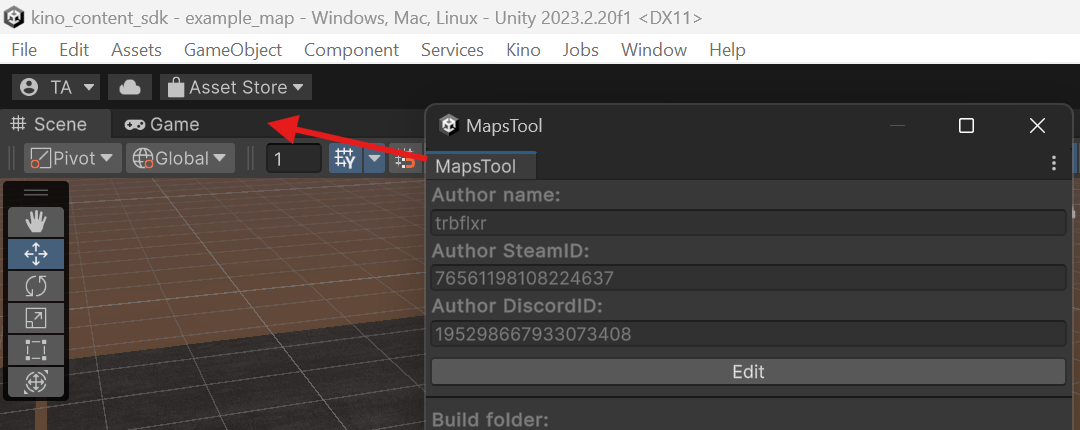 kino_content_sdk - example_map - Windows, Mac, Linux - Unity 2023.2.20f1 <DX11>
File Edit Assets GameObject Component Services Kino Jobs Window Help
TA Asset Store
Scene Game
Pivot Global 1
MapsTool
MapsTool
Author name:
trbflxr
Author SteamID:
76561198108224637
Author DiscordID:
195298667933073408
Edit
Build folder: